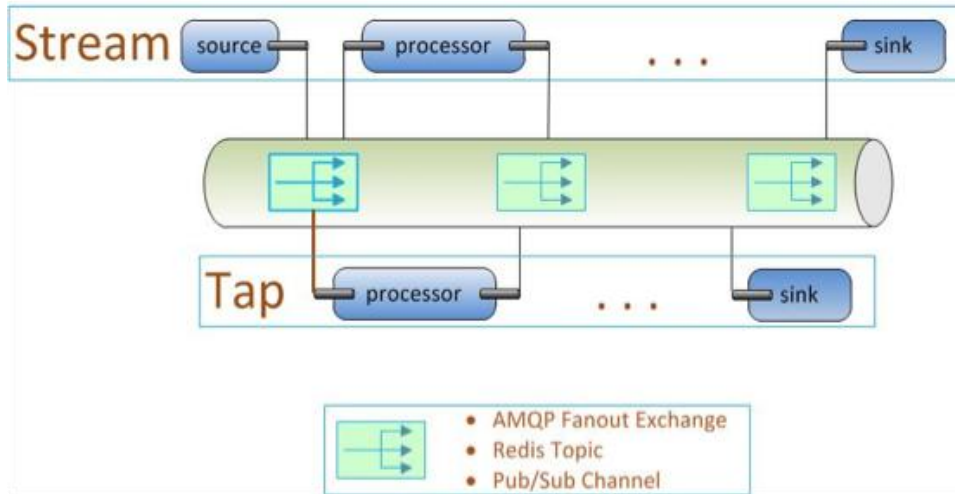 Stream
source
processor
. . .
sink
Tap
processor
. . .
sink
• AMQP Fanout Exchange
• Redis Topic
• Pub/Sub Channel